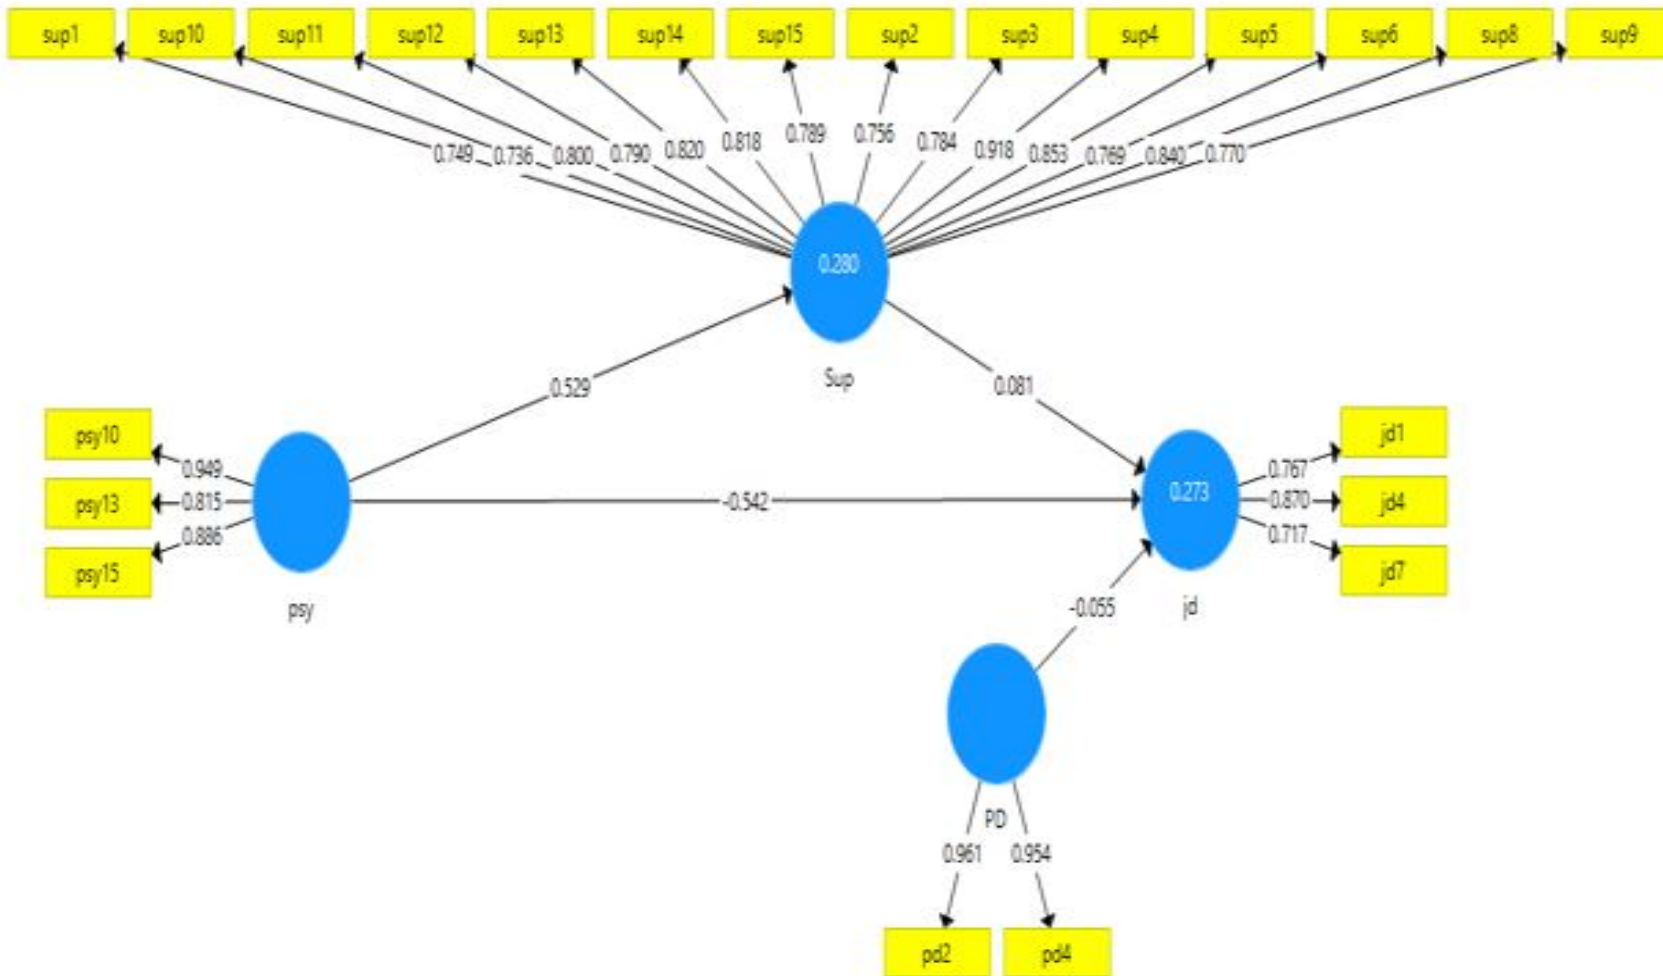 sup1 sup10 sup11 sup12 sup13 sup14 sup15 sup2 sup3 sup4 sup5 sup6 sup8 sup9
0.749 0.736 0.800 0.790 0.820 0.818 0.789 0.756 0.784 0.918 0.853 0.769 0.840 0.770
0.280
Sup
0.529
0.081
psy10
psy13
psy15
0.949
0.815
0.886
psy
-0.542
0.273
jd
0.767
0.870
0.717
jd1
jd4
jd7
-0.055
PD
0.961 0.954
pd2 pd4